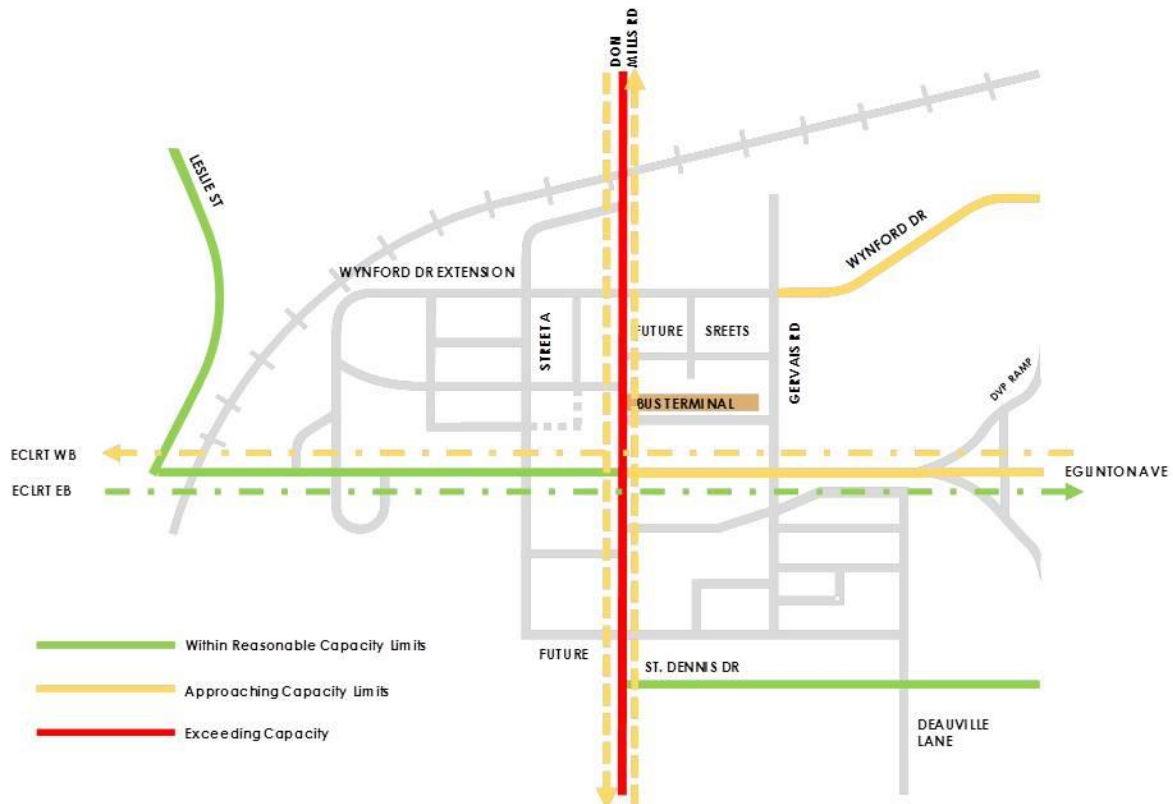 DON
MILLS RD
LESLIE ST
WYNFORD DR
WYNFORD DR EXTENSION
STREET A
FUTURE SREETS
GERVAIS RD
DVP RAMP
BUS TERMINAL
ECLRT WB
EGLINTON AVE
ECLRT EB
Within Reasonable Capacity Limits
FUTURE
ST. DENNIS DR
Approaching Capacity Limits
Exceeding Capacity
DEAUVILLE
LANE